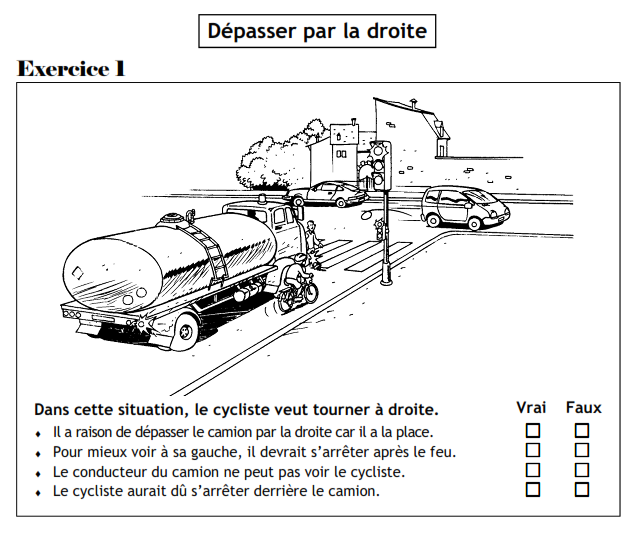 Dépasser par la droite
Exercice 1
Dans cette situation, le cycliste veut tourner à droite. Vrai Faux
♦ Il a raison de dépasser le camion par la droite car il a la place. □ □
♦ Pour mieux voir à sa gauche, il devrait s'arrêter après le feu. □ □
♦ Le conducteur du camion ne peut pas voir le cycliste. □ □
♦ Le cycliste aurait dû s'arrêter derrière le camion. □ □